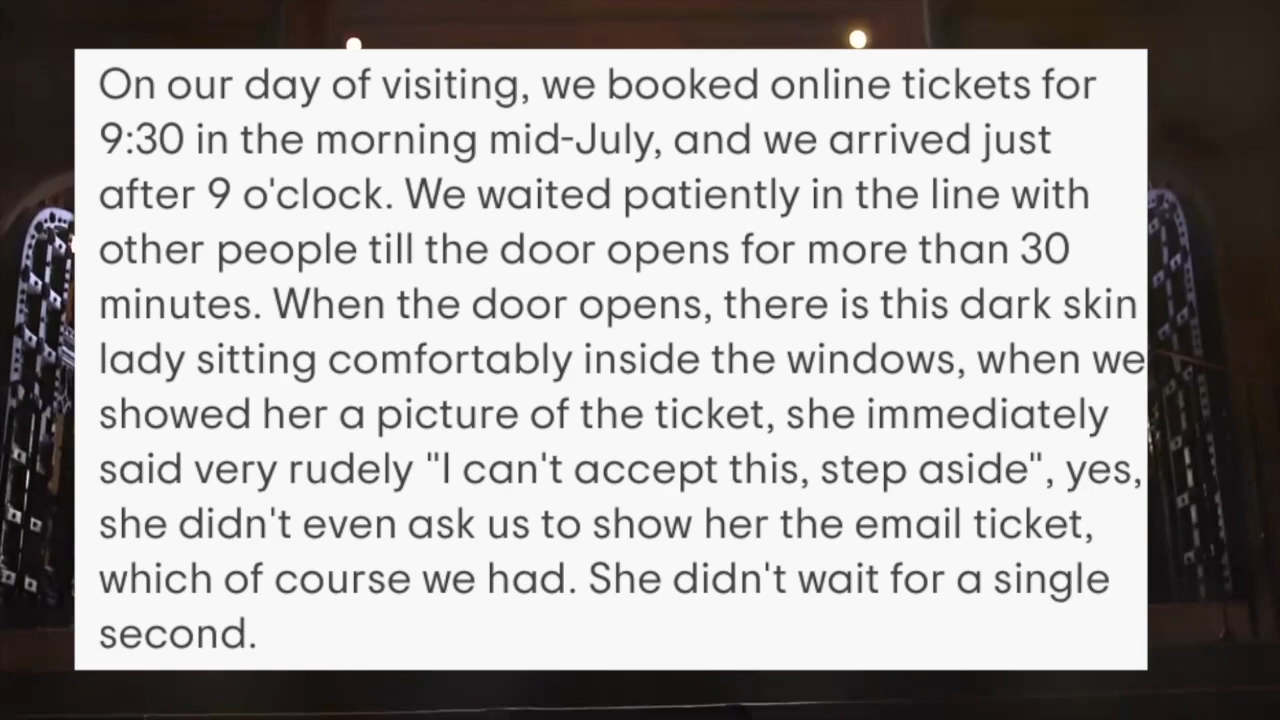 On our day of visiting, we booked online tickets for
9:30 in the morning mid-July, and we arrived just
after 9 o'clock. We waited patiently in the line with
other people till the door opens for more than 30
minutes. When the door opens, there is this dark skin
lady sitting comfortably inside the windows, when we
showed her a picture of the ticket, she immediately
said very rudely "I can't accept this, step aside", yes,
she didn't even ask us to show her the email ticket,
which of course we had. She didn't wait for a single
second.